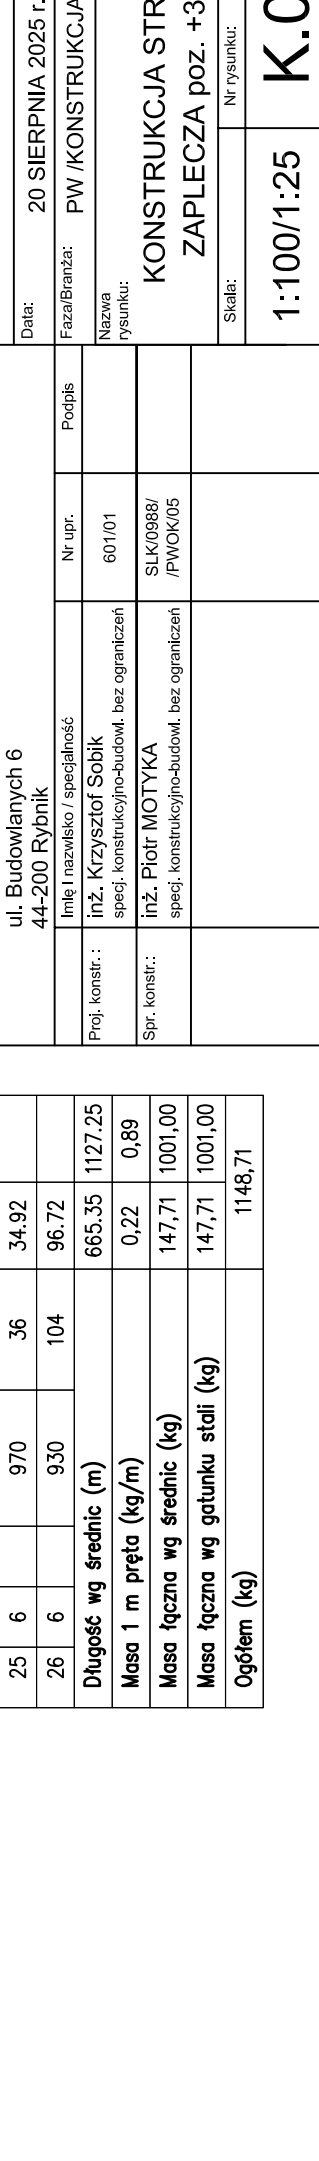 25 6 970 36 34.92
26 6 930 104 96.72
Długość wg średnic (m) 665.35 1127.25
Masa 1 m pręta (kg/m) 0,22 0,89
Masa łączna wg średnic (kg) 147,71 1001,00
Masa łączna wg gatunku stali (kg) 147,71 1001,00
Ogółem (kg) 1148,71
ul. Budowlanych 6
44-200 Rybnik
Imię i nazwisko / specjalność Nr upr. Podpis
Proj. konstr.: inż. Krzysztof Sobik 601/01
specj. konstrukcyjno-budowl. bez ograniczeń
Spr. konstr.: inż. Piotr MOTYKA SLK/0988/
specj. konstrukcyjno-budowl. bez ograniczeń /PWOK/05
Data: 20 SIERPNIA 2025 r.
Faza/Branża: PW /KONSTRUKCJA
Nazwa
rysunku:
KONSTRUKCJA STR
ZAPLECZA poz. +3
Skala: Nr rysunku:
1:100/1:25 K.0